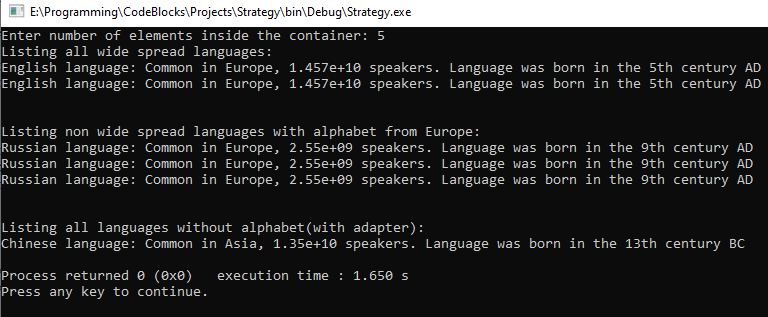 E:\Programming\CodeBlocks\Projects\Strategy\bin\Debug\Strategy.exe
Enter number of elements inside the container: 5
Listing all wide spread languages:
English language: Common in Europe, 1.457e+10 speakers. Language was born in the 5th century AD
English language: Common in Europe, 1.457e+10 speakers. Language was born in the 5th century AD
Listing non wide spread languages with alphabet from Europe:
Russian language: Common in Europe, 2.55e+09 speakers. Language was born in the 9th century AD
Russian language: Common in Europe, 2.55e+09 speakers. Language was born in the 9th century AD
Russian language: Common in Europe, 2.55e+09 speakers. Language was born in the 9th century AD
Listing all languages without alphabet(with adapter):
Chinese language: Common in Asia, 1.35e+10 speakers. Language was born in the 13th century BC
Process returned 0 (0x0)   execution time : 1.650 s
Press any key to continue.